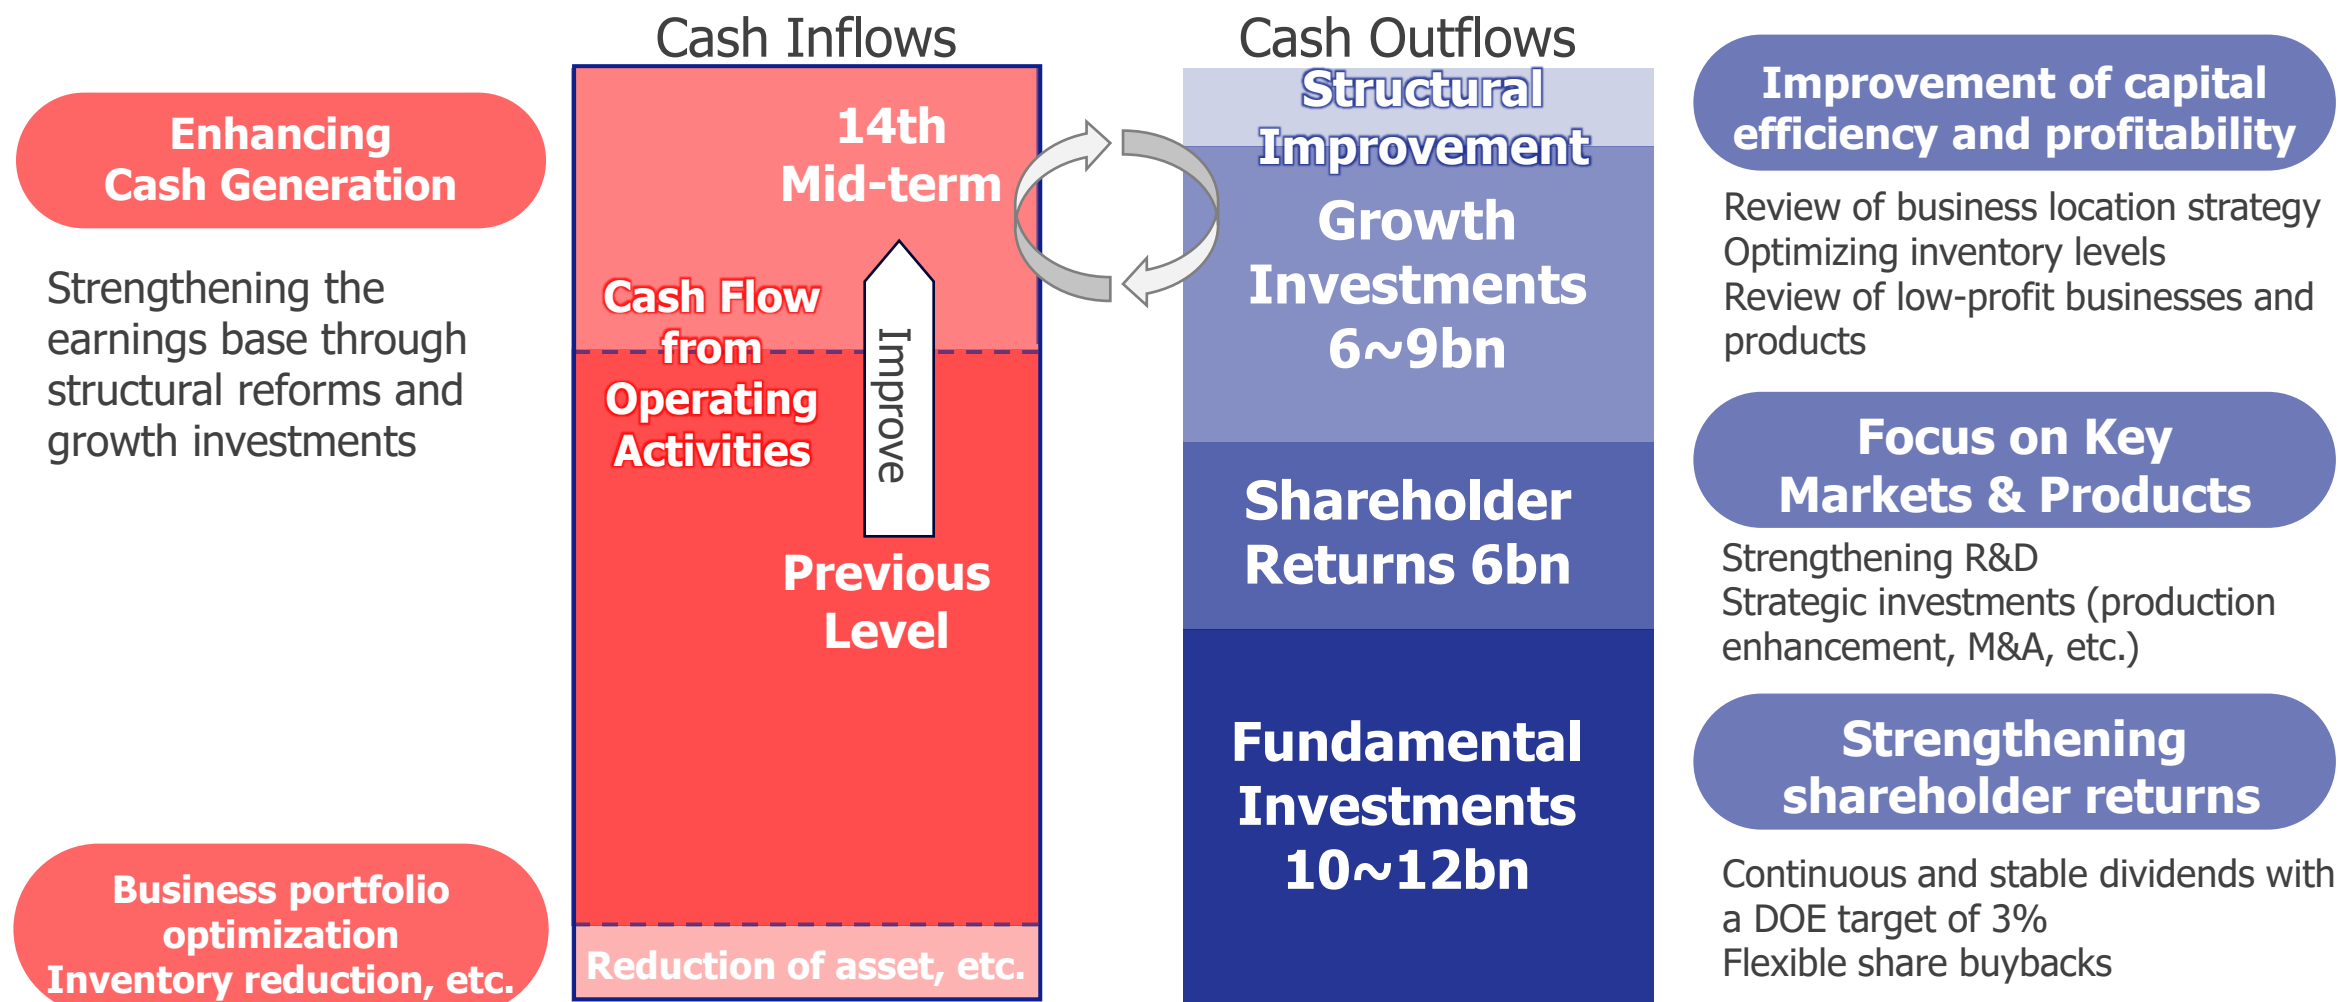 Cash Inflows
Cash Outflows
Enhancing
Cash Generation
Strengthening the
earnings base through
structural reforms and
growth investments
Business portfolio
optimization
Inventory reduction, etc.
14th
Mid-term
Cash Flow
from
Operating
Activities
Improve
Previous
Level
Reduction of asset, etc.
Structural
Improvement
Growth
Investments
6~9bn
Shareholder
Returns 6bn
Fundamental
Investments
10~12bn
Improvement of capital
efficiency and profitability
Review of business location strategy
Optimizing inventory levels
Review of low-profit businesses and
products
Focus on Key
Markets & Products
Strengthening R&D
Strategic investments (production
enhancement, M&A, etc.)
Strengthening
shareholder returns
Continuous and stable dividends with
a DOE target of 3%
Flexible share buybacks